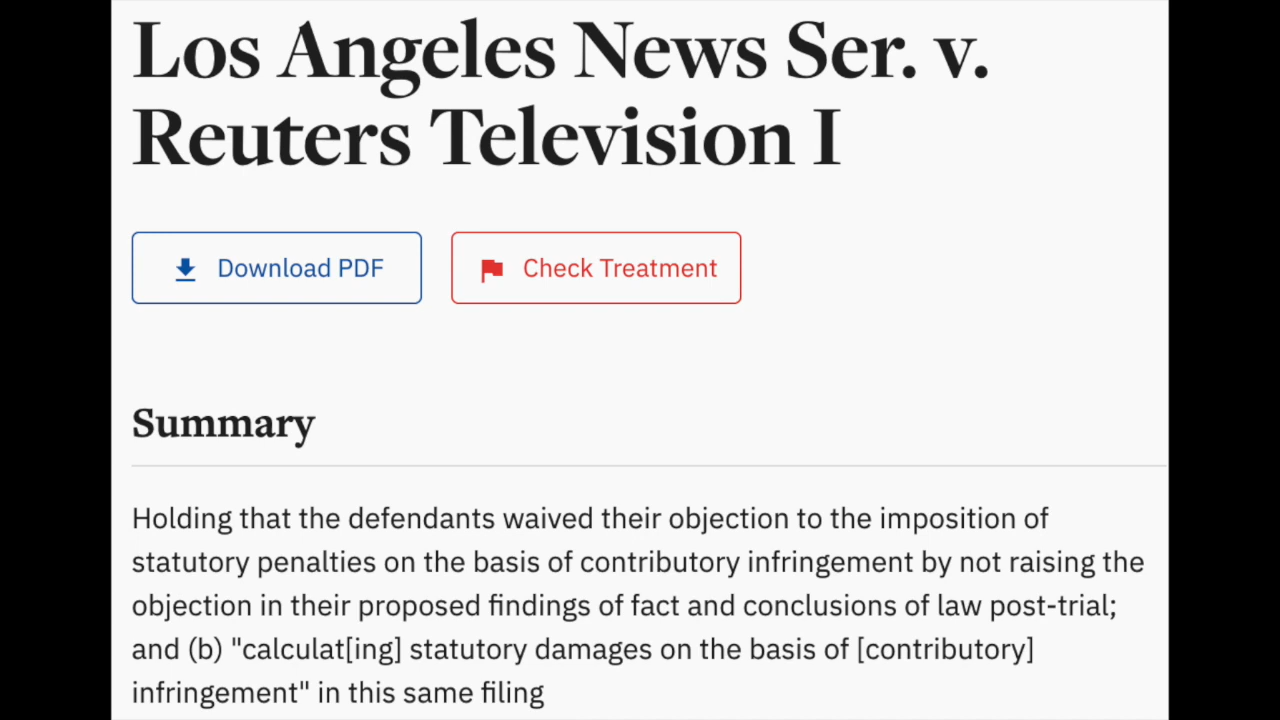 Los Angeles News Ser. v.
Reuters Television I
Download PDF
Check Treatment
Summary
Holding that the defendants waived their objection to the imposition of
statutory penalties on the basis of contributory infringement by not raising the
objection in their proposed findings of fact and conclusions of law post-trial;
and (b) "calculat[ing] statutory damages on the basis of [contributory]
infringement" in this same filing